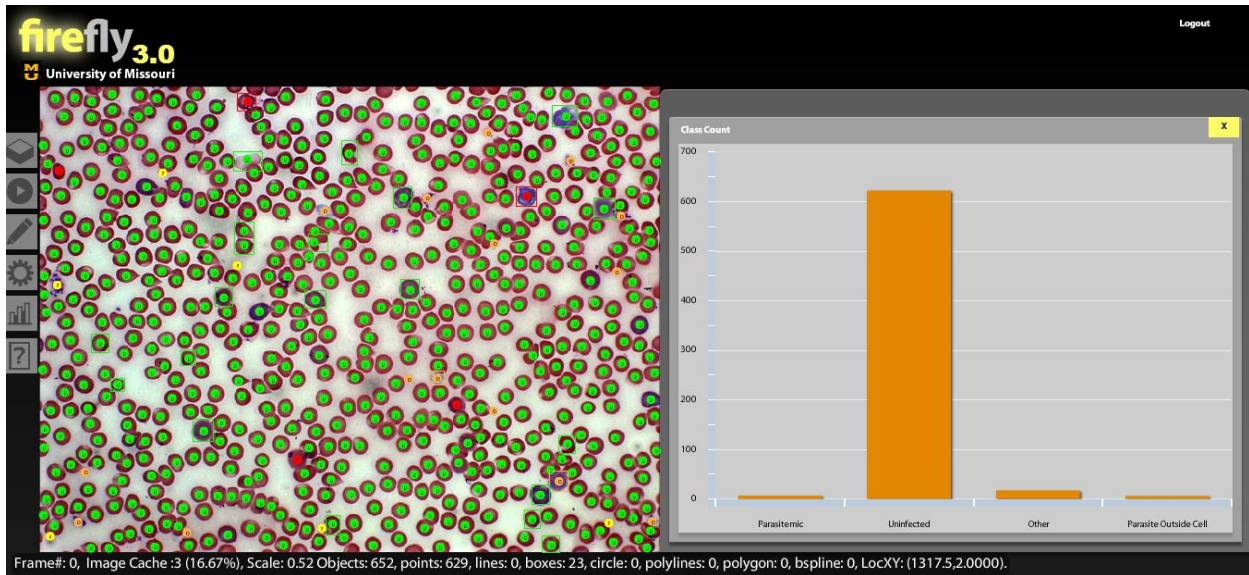 Logout
firefly 3.0
University of Missouri
Class Count
X
700
600
500
400
300
200
100
0
Parasitemic
Uninfected
Other
Parasite Outside Cell
Frame#: 0, Image Cache :3 (16.67%), Scale: 0.52 Objects: 652, points: 629, lines: 0, boxes: 23, circle: 0, polylines: 0, polygon: 0, bspline: 0, LocXY: (1317.5,2.0000).